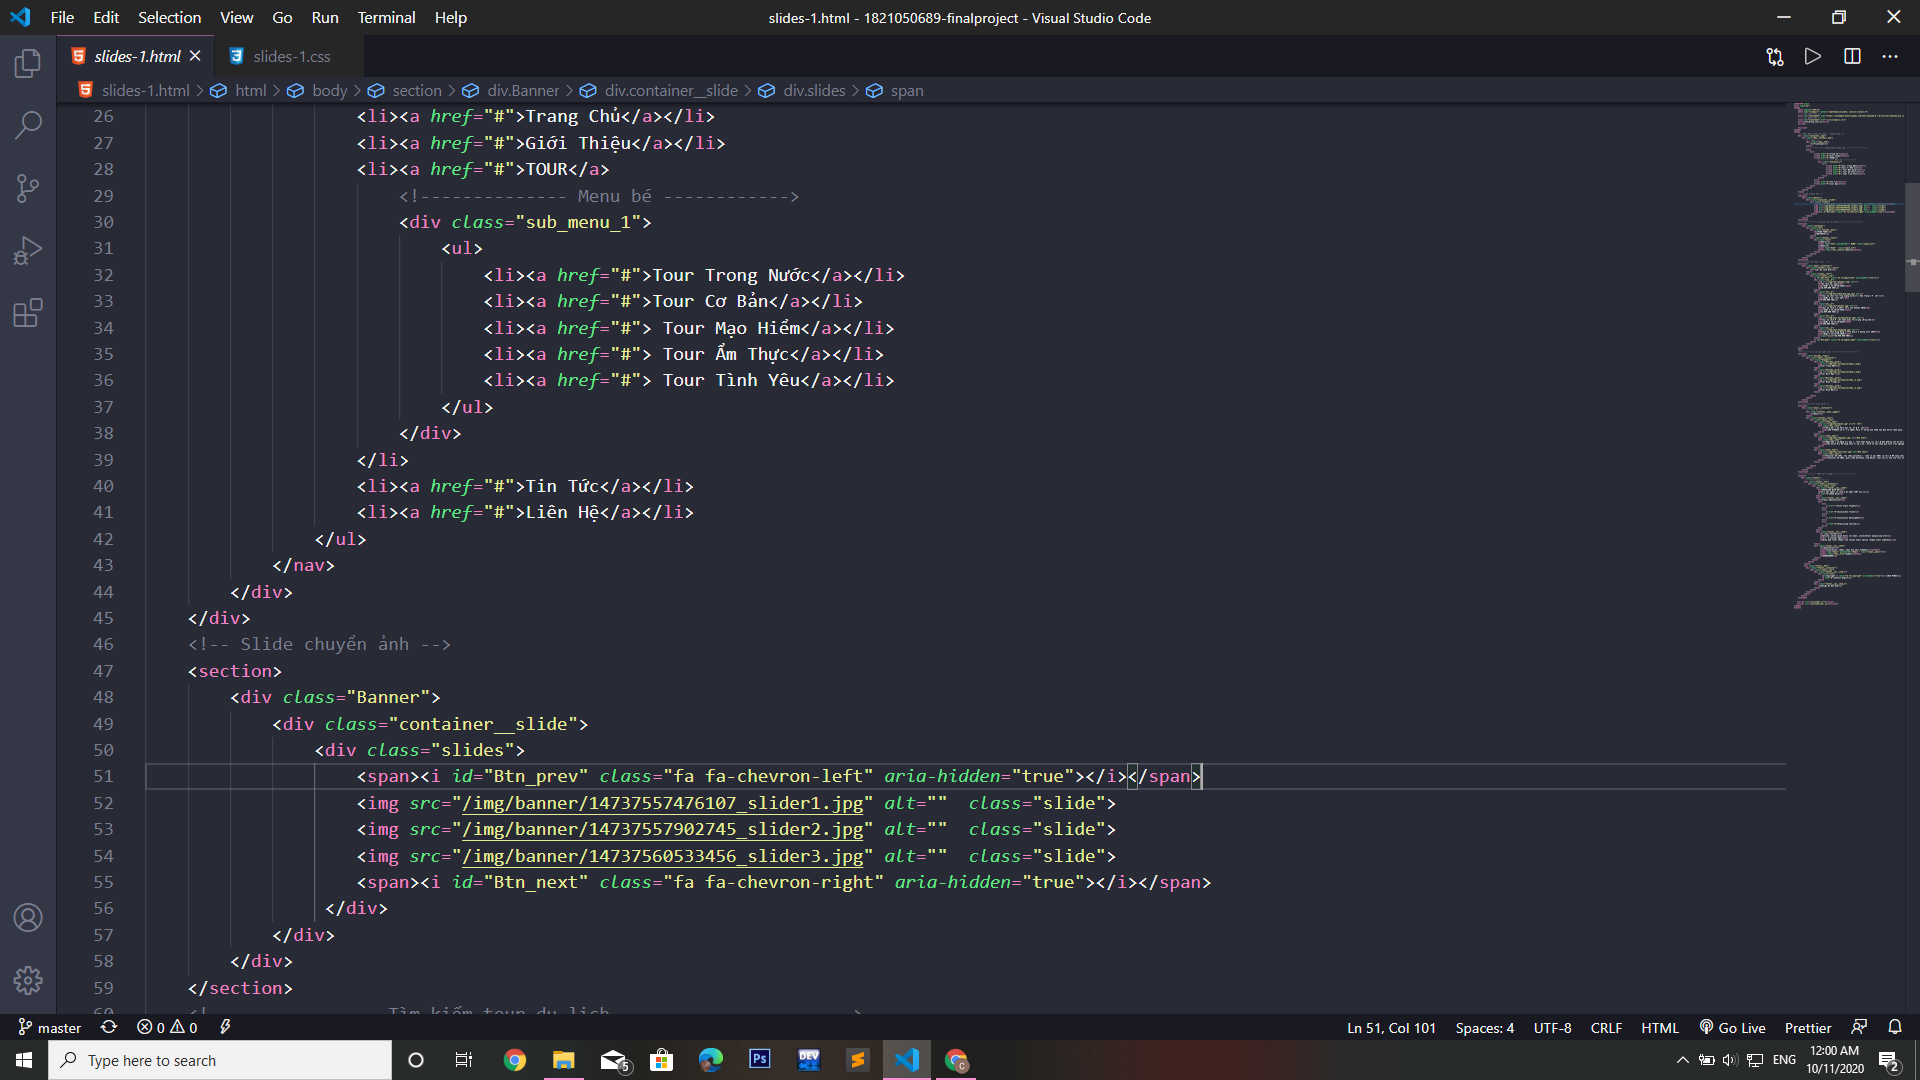 File Edit Selection View Go Run Terminal Help
slides-1.html - 1821050689-finalproject - Visual Studio Code
slides-1.html
slides-1.css
slides-1.html > html > body > section > div.Banner > div.container__slide > div.slides > span
26 <li><a href="#">Trang Chủ</a></li>
27 <li><a href="#">Giới Thiệu</a></li>
28 <li><a href="#">TOUR</a>
29 <!-------------- Menu bé ------------>
30 <div class="sub_menu_1">
31 <ul>
32 <li><a href="#">Tour Trong Nước</a></li>
33 <li><a href="#">Tour Cơ Bản</a></li>
34 <li><a href="#"> Tour Mạo Hiểm</a></li>
35 <li><a href="#"> Tour Ẩm Thực</a></li>
36 <li><a href="#"> Tour Tình Yêu</a></li>
37 </ul>
38 </div>
39 </li>
40 <li><a href="#">Tin Tức</a></li>
41 <li><a href="#">Liên Hệ</a></li>
42 </ul>
43 </nav>
44 </div>
45 </div>
46 <!-- Slide chuyển ảnh -->
47 <section>
48 <div class="Banner">
49 <div class="container__slide">
50 <div class="slides">
51 <span><i id="Btn_prev" class="fa fa-chevron-left" aria-hidden="true"></i></span>
52 <img src="/img/banner/14737557476107_slider1.jpg" alt="" class="slide">
53 <img src="/img/banner/14737557902745_slider2.jpg" alt="" class="slide">
54 <img src="/img/banner/14737560533456_slider3.jpg" alt="" class="slide">
55 <span><i id="Btn_next" class="fa fa-chevron-right" aria-hidden="true"></i></span>
56 </div>
57 </div>
58 </div>
59 </section>
60 Tìm kiếm tour du lịch
master 0 0
Ln 51, Col 101 Spaces: 4 UTF-8 CRLF HTML Go Live Prettier
Type here to search
5
Ps
DEV
C
ENG
12:00 AM
10/11/2020
2